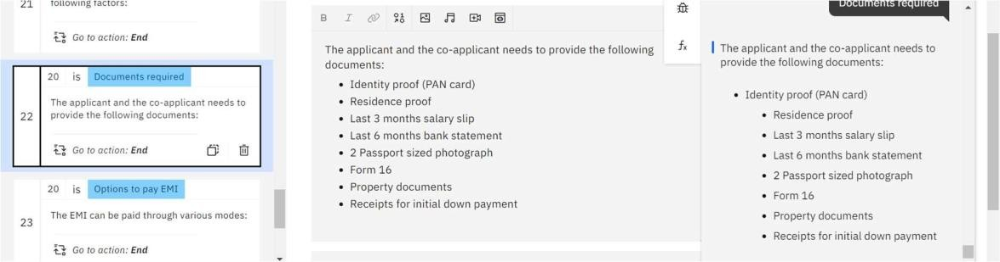 21
following factors:
Go to action: End
20 is Documents required
22
The applicant and the co-applicant needs to
provide the following documents:
Go to action: End
20 is Options to pay EMI
23
The EMI can be paid through various modes:
Go to action: End
B I
The applicant and the co-applicant needs to provide the following
documents:
• Identity proof (PAN card)
• Residence proof
• Last 3 months salary slip
• Last 6 months bank statement
• 2 Passport sized photograph
• Form 16
• Property documents
• Receipts for initial down payment
fx
Documents required
The applicant and the co-applicant needs to
provide the following documents:
• Identity proof (PAN card)
• Residence proof
• Last 3 months salary slip
• Last 6 months bank statement
• 2 Passport sized photograph
• Form 16
• Property documents
• Receipts for initial down payment